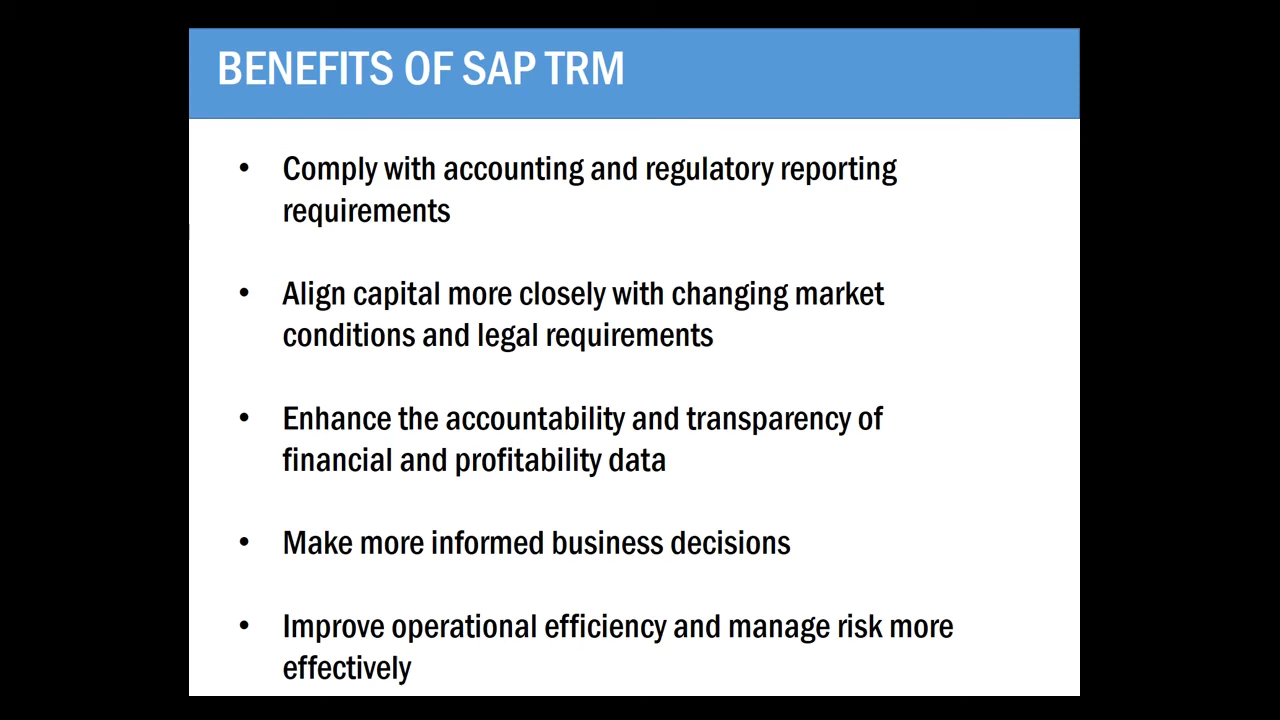 BENEFITS OF SAP TRM
• Comply with accounting and regulatory reporting
requirements
• Align capital more closely with changing market
conditions and legal requirements
• Enhance the accountability and transparency of
financial and profitability data
• Make more informed business decisions
• Improve operational efficiency and manage risk more
effectively